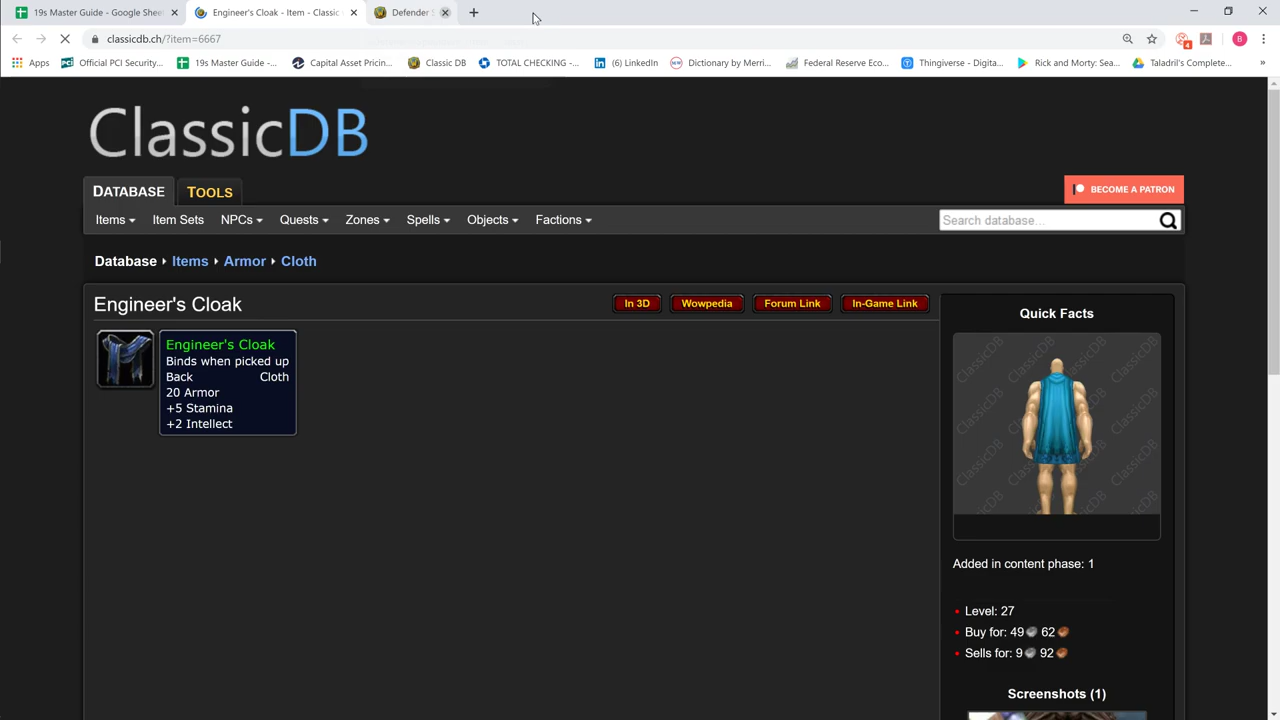 19s Master Guide - Google Shee
Engineer's Cloak - Item - Classic
Defender
classicdb.ch/?item=6667
4
B
Apps
Official PCI Security...
19s Master Guide -...
Capital Asset Pricin...
Classic DB
TOTAL CHECKING -...
(6) LinkedIn
Dictionary by Merri...
Federal Reserve Eco...
Thingiverse - Digita...
Rick and Morty: Sea...
Taladril's Complete...
»
ClassicDB
DATABASE
TOOLS
BECOME A PATRON
Items
Item Sets
NPCs
Quests
Zones
Spells
Objects
Factions
Search database...
Database
Items
Armor
Cloth
Engineer's Cloak
In 3D
Wowpedia
Forum Link
In-Game Link
Quick Facts
Engineer's Cloak
Binds when picked up
Back Cloth
20 Armor
+5 Stamina
+2 Intellect
ClassicDB
Added in content phase: 1
Level: 27
Buy for: 49 62
Sells for: 9 92
Screenshots (1)